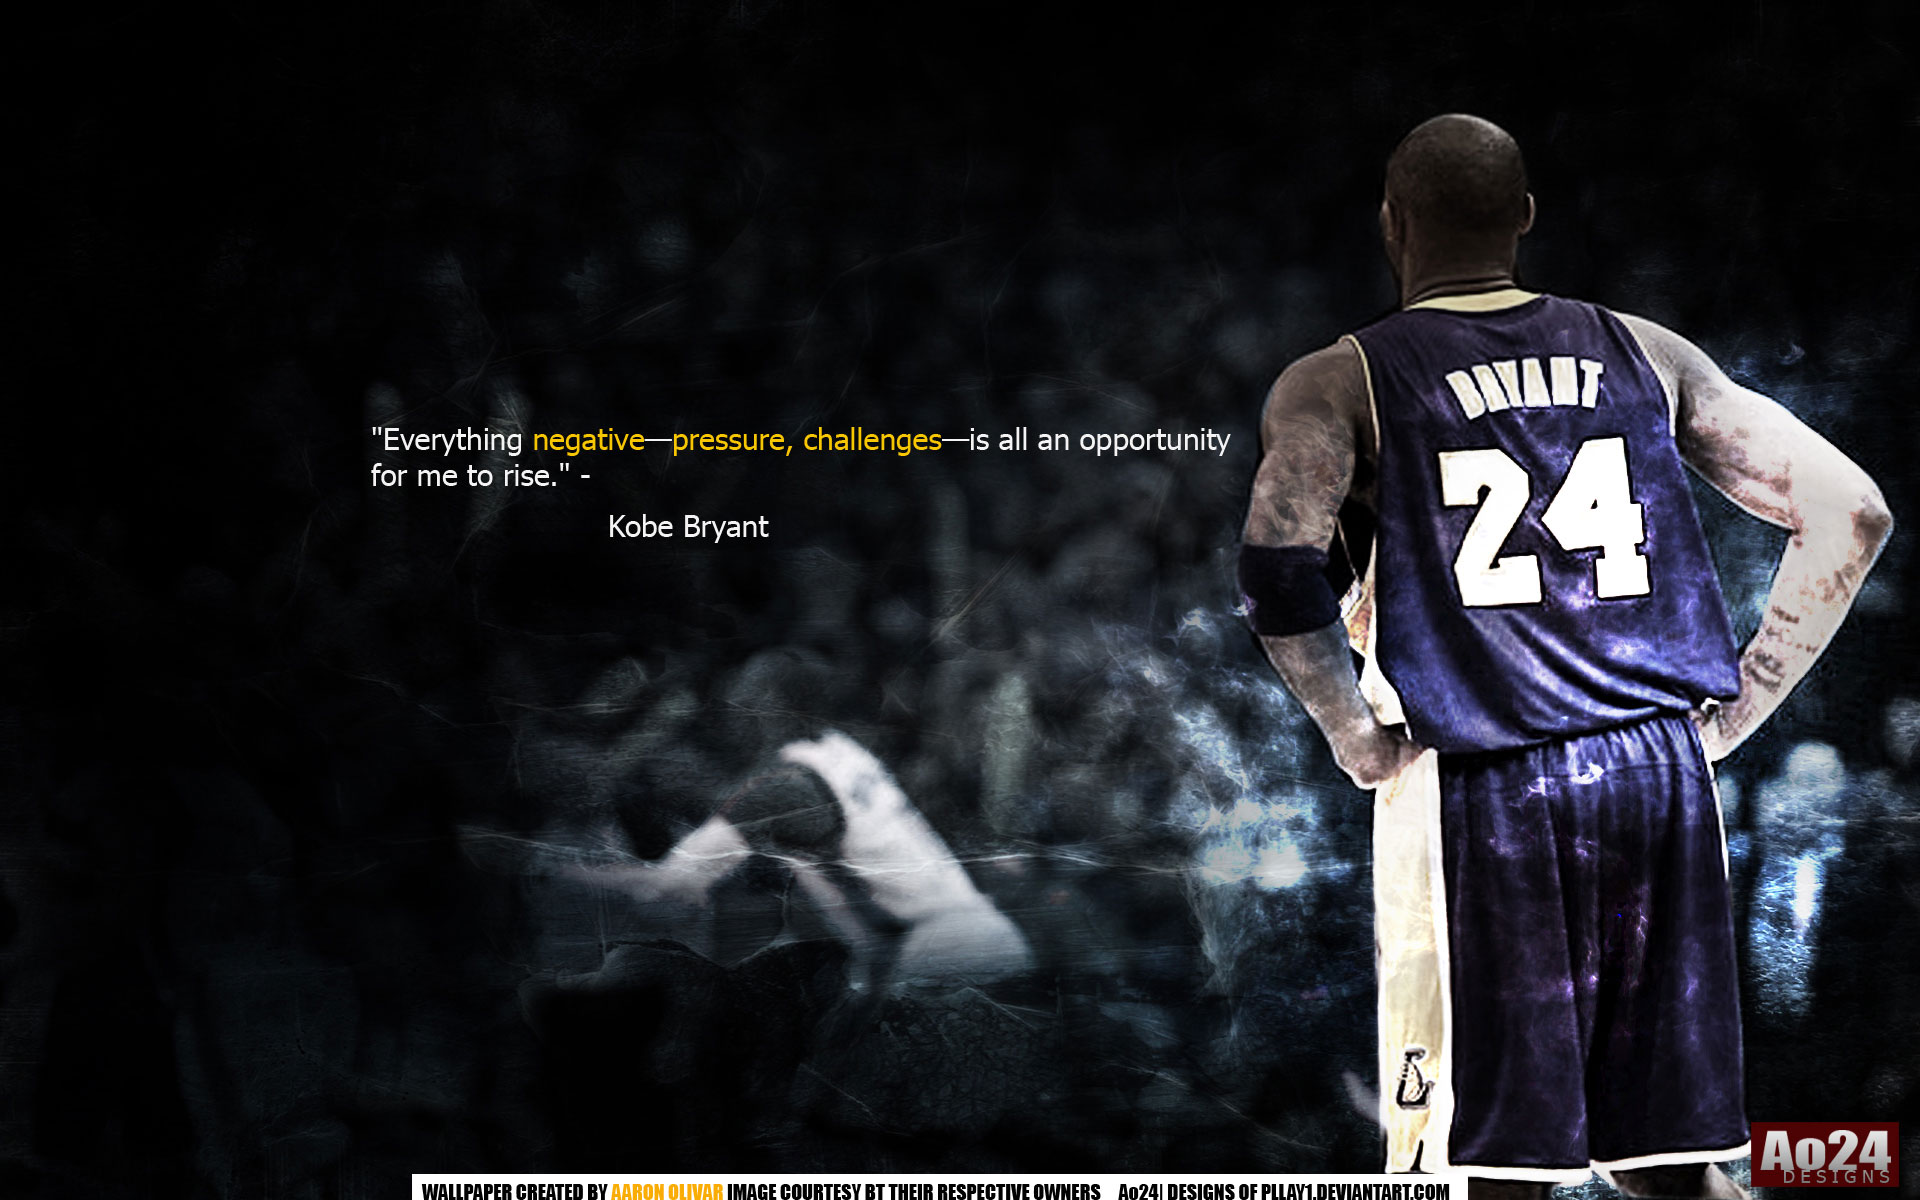 "Everything negative—pressure, challenges—is all an opportunity
for me to rise." -
Kobe Bryant
BRYANT
24
Ao24
DESIGNS
WALLPAPER CREATED BY AARON OLIVAR IMAGE COURTESY BT THEIR RESPECTIVE OWNERS Ao24| DESIGNS OF PLLAY1.DEVIANTART.COM